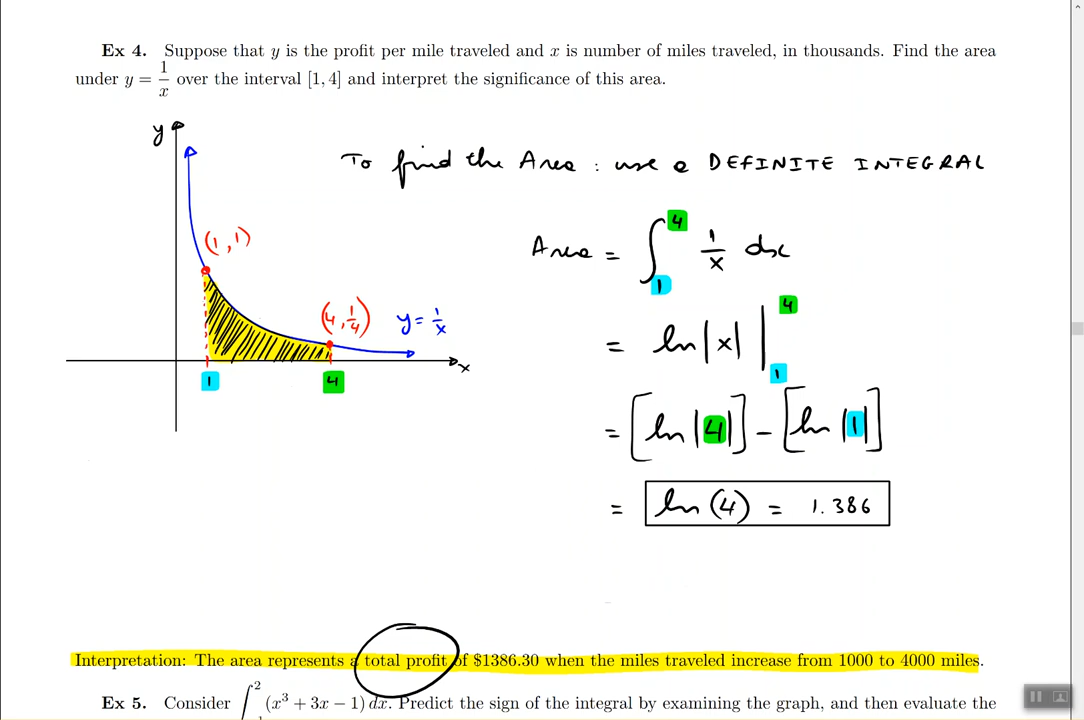 Ex 4. Suppose that y is the profit per mile traveled and x is number of miles traveled, in thousands. Find the area
under y = 1/x over the interval [1, 4] and interpret the significance of this area.
y
To find the Area : use a DEFINITE INTEGRAL
(1, 1)
Area = ∫₁⁴ 1/x dx
(4, 1/4) y = 1/x
= ln|x| |₁⁴
x
1 4
= [ln|4|] - [ln|1|]
= ln(4) = 1.386
Interpretation: The area represents a total profit of $1386.30 when the miles traveled increase from 1000 to 4000 miles.
Ex 5. Consider ∫₋₁² (x³ + 3x − 1) dx. Predict the sign of the integral by examining the graph, and then evaluate the